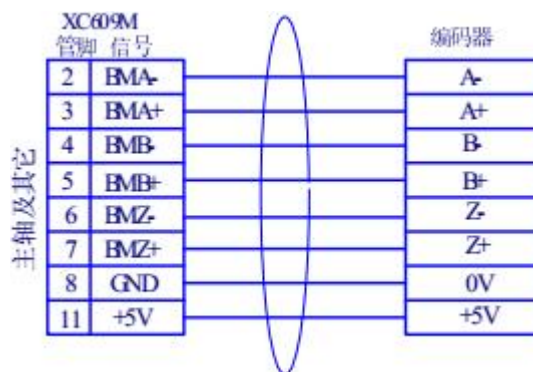 XC609M
管脚 信号 编码器
2 BMA- A-
3 BMA+ A+
4 BMB- B-
5 BMB+ B+
6 BMZ- Z-
7 BMZ+ Z+
8 GND 0V
11 +5V +5V
主轴及其它